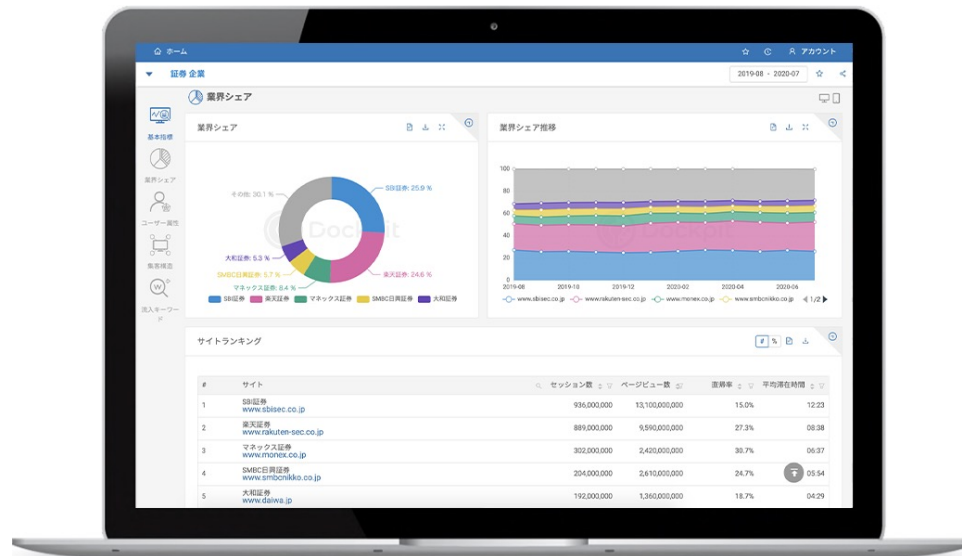 ホーム
アカウント
証券 企業
2019-08 - 2020-07
業界シェア
基本指標
業界シェア
ユーザー属性
集客構造
流入キーワード
業界シェア
SBI証券: 25.9 %
楽天証券: 24.6 %
マネックス証券: 8.4 %
SMBC日興証券: 5.7 %
大和証券: 5.3 %
その他: 30.1 %
Dockpit
SBI証券 楽天証券 マネックス証券 SMBC日興証券 大和証券
業界シェア推移
100
80
60
40
20
0
Dockpit
2019-08 2019-10 2019-12 2020-02 2020-04 2020-06
www.sbisec.co.jp www.rakuten-sec.co.jp www.monex.co.jp www.smbcnikko.co.jp 1/2
サイトランキング
# %
# サイト セッション数 ページビュー数 直帰率 平均滞在時間
1 SBI証券 936,000,000 13,100,000,000 15.0% 12:23
www.sbisec.co.jp
2 楽天証券 889,000,000 9,590,000,000 27.3% 08:38
www.rakuten-sec.co.jp
3 マネックス証券 302,000,000 2,420,000,000 30.7% 06:37
www.monex.co.jp
4 SMBC日興証券 204,000,000 2,610,000,000 24.7% 05:54
www.smbcnikko.co.jp
5 大和証券 192,000,000 1,360,000,000 18.7% 04:29
www.daiwa.jp